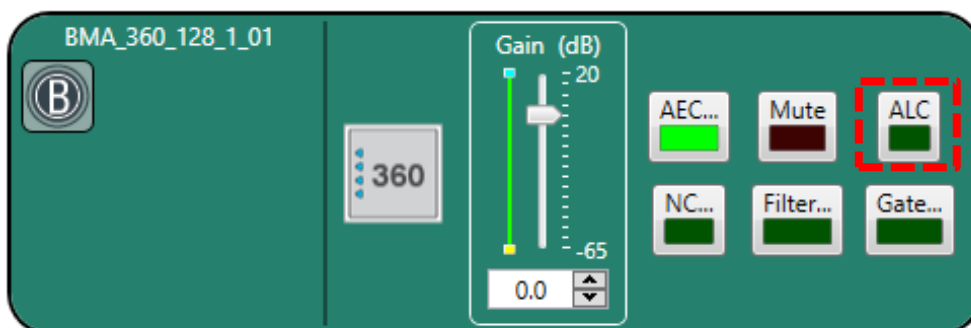 BMA_360_128_1_01
B
360
Gain (dB)
20
-65
0.0
AEC...
Mute
ALC
NC...
Filter...
Gate...